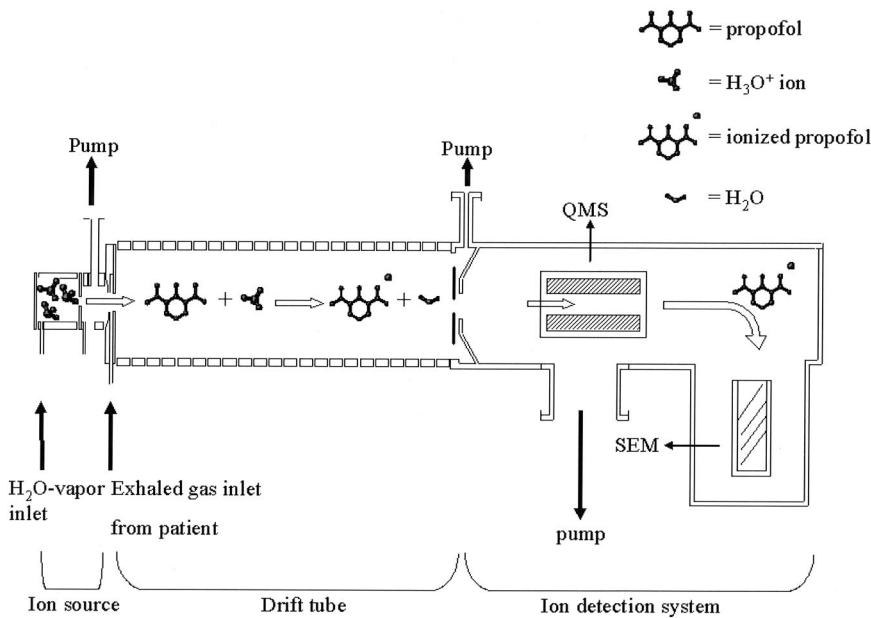 = propofol
= H₃O⁺ ion
= ionized propofol
= H₂O
Pump
Pump
QMS
+
+
SEM
H₂O-vapor
inlet
Exhaled gas inlet
from patient
pump
Ion source
Drift tube
Ion detection system